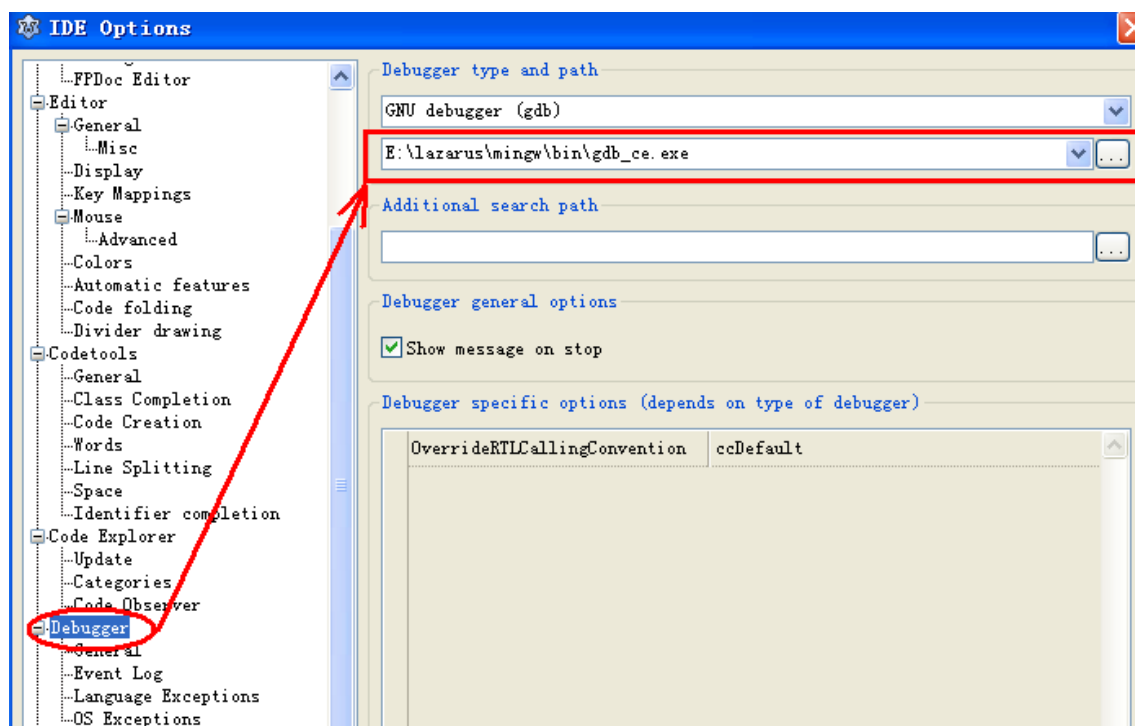 IDE Options
FPDoc Editor
Editor
General
Misc
Display
Key Mappings
Mouse
Advanced
Colors
Automatic features
Code folding
Divider drawing
Codetools
General
Class Completion
Code Creation
Words
Line Splitting
Space
Identifier completion
Code Explorer
Update
Categories
Code Observer
Debugger
General
Event Log
Language Exceptions
OS Exceptions
Debugger type and path
GNU debugger (gdb)
E:\lazarus\mingw\bin\gdb_ce.exe
...
Additional search path
...
Debugger general options
Show message on stop
Debugger specific options (depends on type of debugger)
OverrideRTLCallingConvention ccDefault